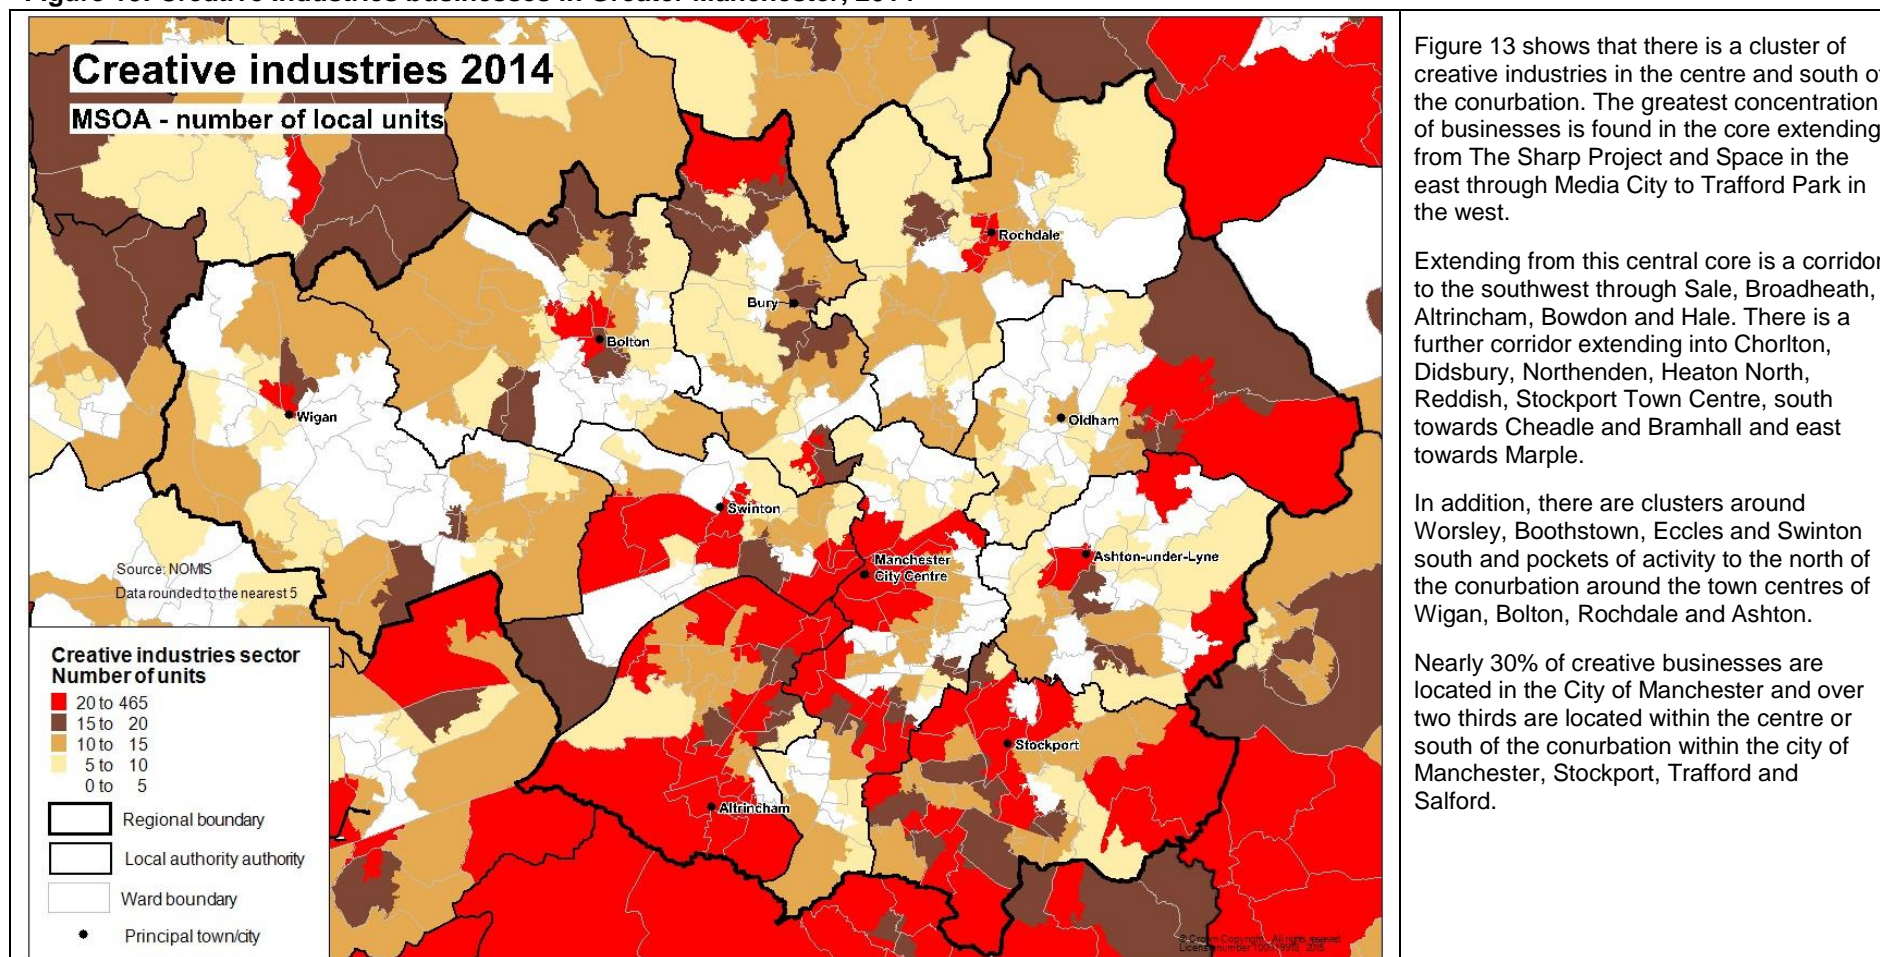 Creative industries 2014
MSOA - number of local units
Rochdale
Bury
Bolton
Wigan
Oldham
Swinton
Manchester
City Centre
Ashton-under-Lyne
Stockport
Altrincham
Source: NOMIS
Data rounded to the nearest 5
Creative industries sector
Number of units
20 to 465
15 to 20
10 to 15
5 to 10
0 to 5
Regional boundary
Local authority authority
Ward boundary
Principal town/city
© Crown Copyright. All rights reserved.
Figure 13 shows that there is a cluster of
creative industries in the centre and south of
the conurbation. The greatest concentration
of businesses is found in the core extending
from The Sharp Project and Space in the
east through Media City to Trafford Park in
the west.
Extending from this central core is a corridor
to the southwest through Sale, Broadheath,
Altrincham, Bowdon and Hale. There is a
further corridor extending into Chorlton,
Didsbury, Northenden, Heaton North,
Reddish, Stockport Town Centre, south
towards Cheadle and Bramhall and east
towards Marple.
In addition, there are clusters around
Worsley, Boothstown, Eccles and Swinton
south and pockets of activity to the north of
the conurbation around the town centres of
Wigan, Bolton, Rochdale and Ashton.
Nearly 30% of creative businesses are
located in the City of Manchester and over
two thirds are located within the centre or
south of the conurbation within the city of
Manchester, Stockport, Trafford and
Salford.